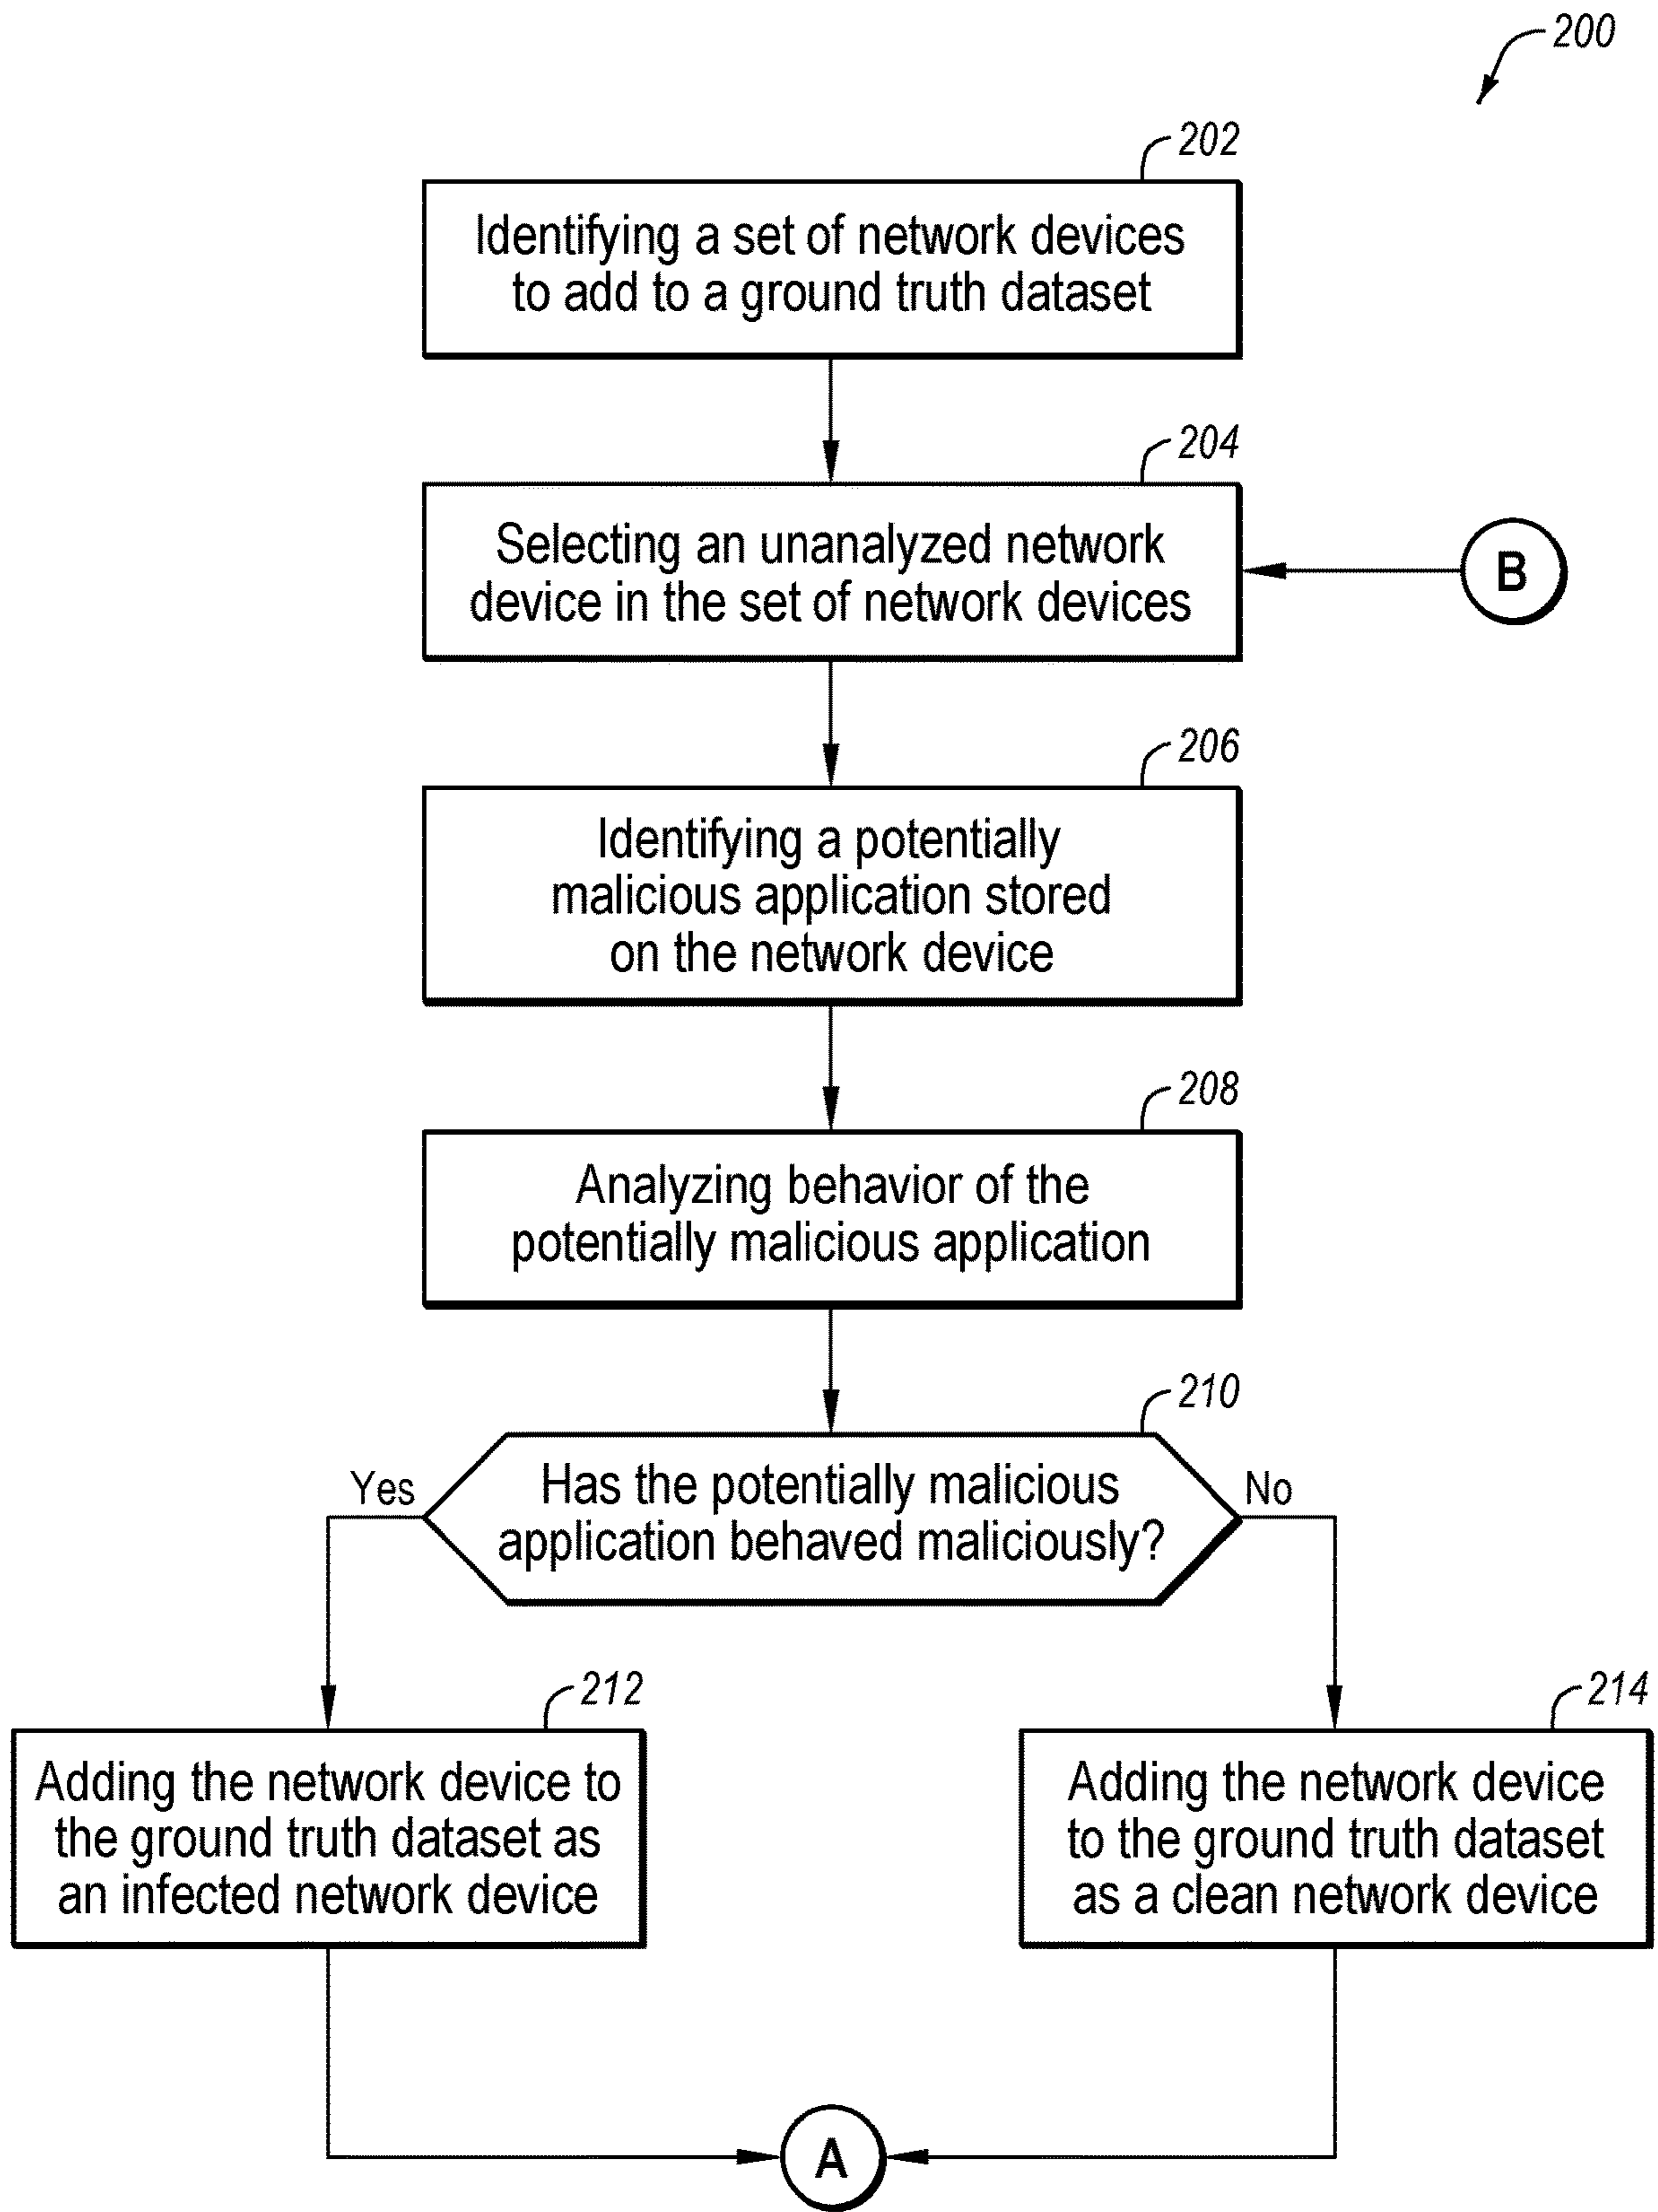 200
202
Identifying a set of network devices
to add to a ground truth dataset
204
Selecting an unanalyzed network
device in the set of network devices
B
206
Identifying a potentially
malicious application stored
on the network device
208
Analyzing behavior of the
potentially malicious application
210
Yes
Has the potentially malicious
application behaved maliciously?
No
212
Adding the network device to
the ground truth dataset as
an infected network device
214
Adding the network device
to the ground truth dataset
as a clean network device
A